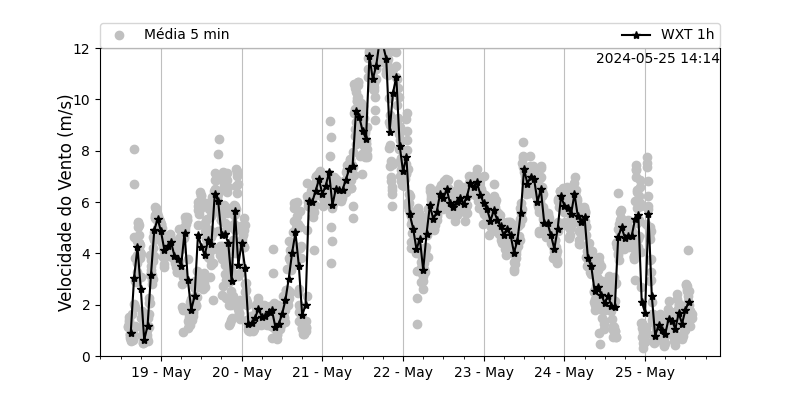 Média 5 min
WXT 1h
2024-05-25 14:14
Velocidade do Vento (m/s)
12
10
8
6
4
2
0
19 - May
20 - May
21 - May
22 - May
23 - May
24 - May
25 - May